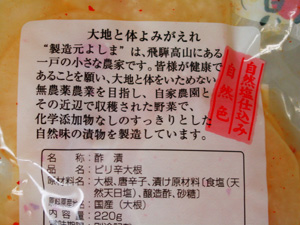 大地と体よみがえれ
"製造元よしま"は、飛騨高山にある
一戸の小さな農家です。皆様が健康で
あることを願い、大地と体をいためない
無農薬農業を目指し、自家農園と
その近辺で収穫された野菜で、
化学添加物なしのすっきりとした
自然味の漬物を製造しています。
自然塩仕込み
自然色
名称：酢漬
品名：ピリ辛大根
原材料名：大根、唐辛子、漬け原材料［食塩（天
然天日塩）、醸造酢、砂糖］
国産（大根）
内容量：220g